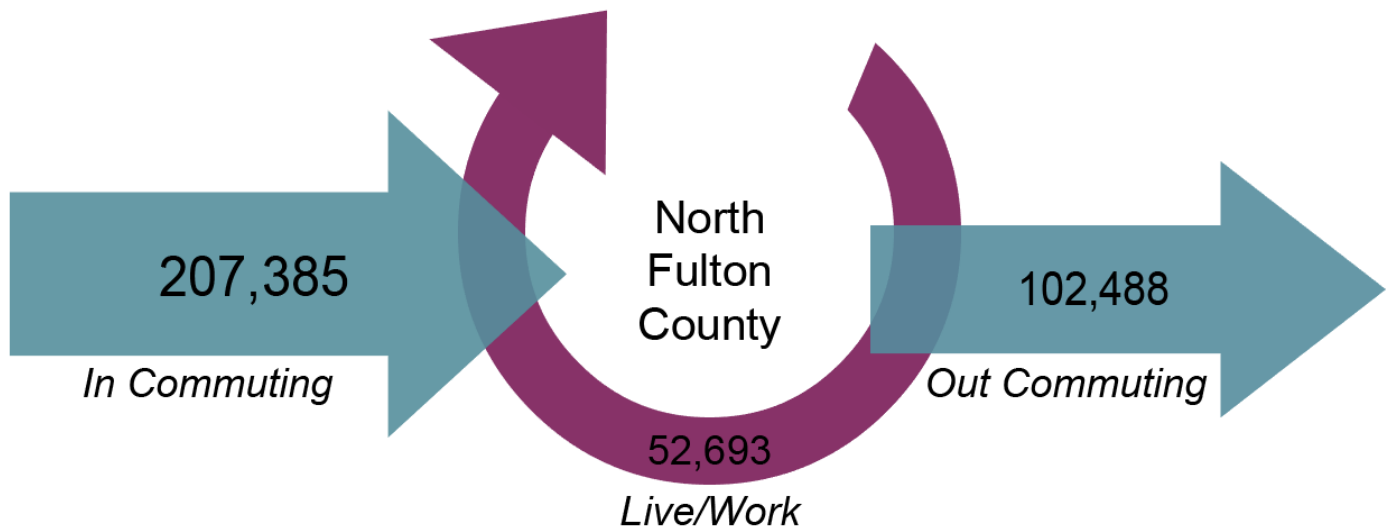 207,385
In Commuting
North
Fulton
County
52,693
Live/Work
102,488
Out Commuting